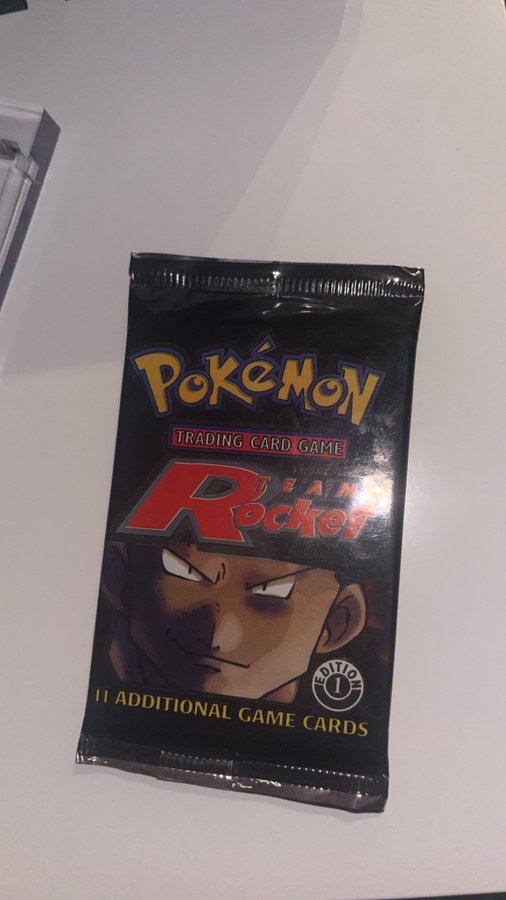 POKéMON
TRADING CARD GAME
TEAM
Rocket
EDITION
1
11 ADDITIONAL GAME CARDS